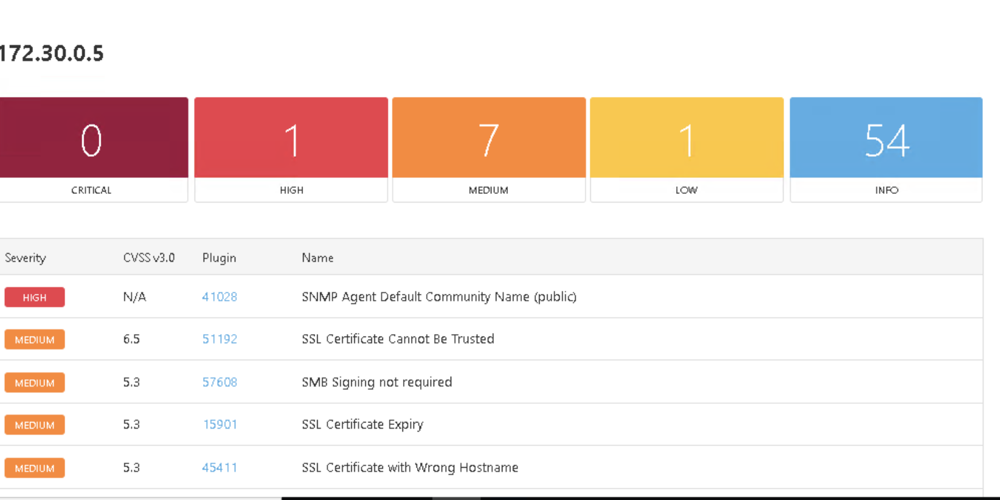 172.30.0.5
0 1 7 1 54
CRITICAL HIGH MEDIUM LOW INFO
Severity CVSS v3.0 Plugin Name
HIGH N/A 41028 SNMP Agent Default Community Name (public)
MEDIUM 6.5 51192 SSL Certificate Cannot Be Trusted
MEDIUM 5.3 57608 SMB Signing not required
MEDIUM 5.3 15901 SSL Certificate Expiry
MEDIUM 5.3 45411 SSL Certificate with Wrong Hostname